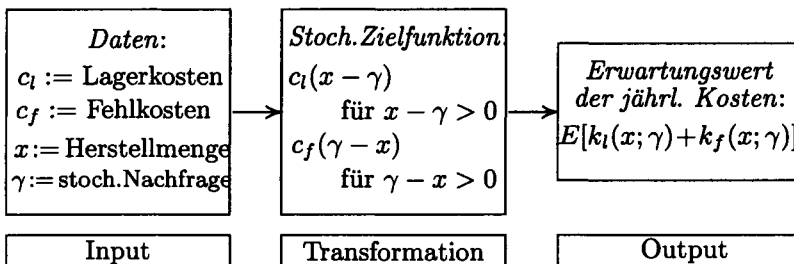 Daten:
c_l := Lagerkosten
c_f := Fehlkosten
x := Herstellmenge
γ := stoch.Nachfrage
Stoch.Zielfunktion:
c_l(x − γ)
für x − γ > 0
c_f(γ − x)
für γ − x > 0
Erwartungswert
der jährl. Kosten:
E[k_l(x; γ)+k_f(x; γ)]
Input
Transformation
Output